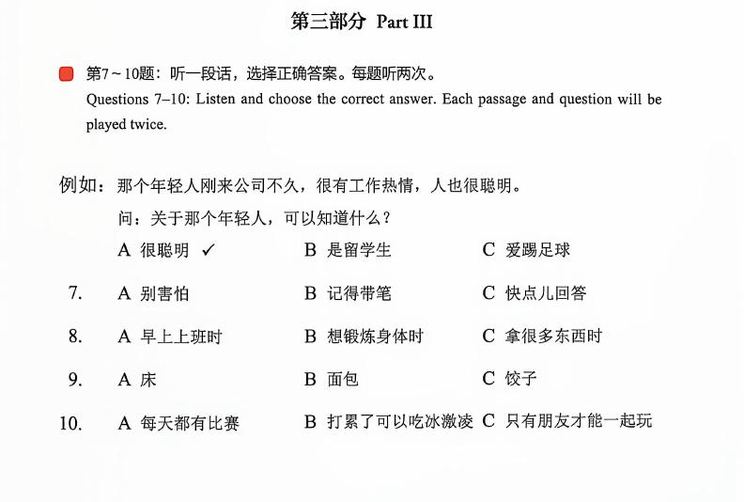 第三部分 Part III
第7~10题：听一段话，选择正确答案。每题听两次。
Questions 7–10: Listen and choose the correct answer. Each passage and question will be
played twice.
例如：那个年轻人刚来公司不久，很有工作热情，人也很聪明。
问：关于那个年轻人，可以知道什么？
A 很聪明 ✓ B 是留学生 C 爱踢足球
7. A 别害怕 B 记得带笔 C 快点儿回答
8. A 早上上班时 B 想锻炼身体时 C 拿很多东西时
9. A 床 B 面包 C 饺子
10. A 每天都有比赛 B 打累了可以吃冰激凌 C 只有朋友才能一起玩